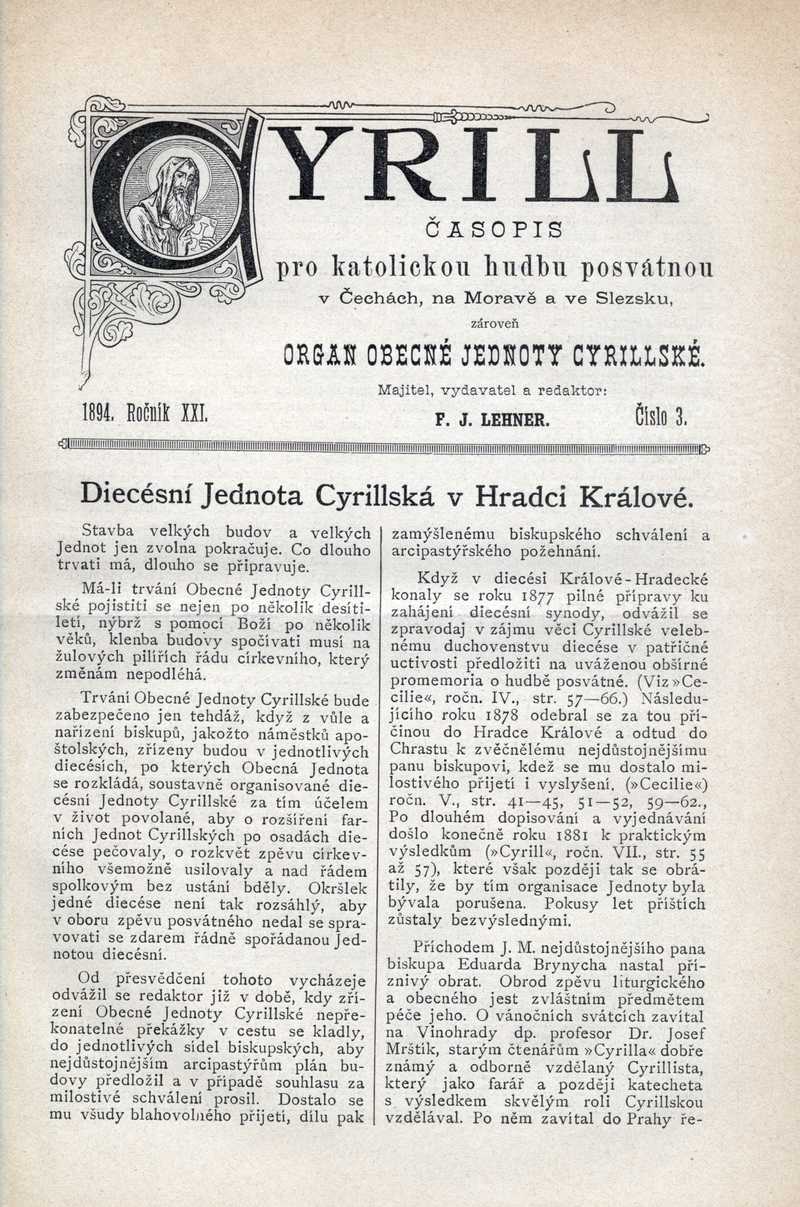 CYRILL
ČASOPIS
pro katolickou hudbu posvátnou
v Čechách, na Moravě a ve Slezsku,
zároveň
ORGAN OBECNÉ JEDNOTY CYRILLSKÉ.
Majitel, vydavatel a redaktor:
1894. Ročník XXI.
F. J. LEHNER.
Číslo 3.
Diecésní Jednota Cyrillská v Hradci Králové.
Stavba velkých budov a velkých
Jednot jen zvolna pokračuje. Co dlouho
trvati má, dlouho se připravuje.
Má-li trvání Obecné Jednoty Cyrill-
ské pojistiti se nejen po několik desíti-
letí, nýbrž s pomocí Boží po několik
věků, klenba budovy spočívati musí na
žulových pilířích řádu církevního, který
změnám nepodléhá.
Trvání Obecné Jednoty Cyrillské bude
zabezpečeno jen tehdáž, když z vůle a
nařízení biskupů, jakožto náměstků apo-
štolských, zřízeny budou v jednotlivých
diecésích, po kterých Obecná Jednota
se rozkládá, soustavně organisované die-
césní Jednoty Cyrillské za tím účelem
v život povolané, aby o rozšíření far-
ních Jednot Cyrillských po osadách die-
cése pečovaly, o rozkvět zpěvu církev-
ního všemožně usilovaly a nad řádem
spolkovým bez ustání bděly. Okršlek
jedné diecése není tak rozsáhlý, aby
v oboru zpěvu posvátného nedal se spra-
vovati se zdarem řádně spořádanou Jed-
notou diecésní.
Od přesvědčení tohoto vycházeje
odvážil se redaktor již v době, kdy zří-
zení Obecné Jednoty Cyrillské nepře-
konatelné překážky v cestu se kladly,
do jednotlivých sídel biskupských, aby
nejdůstojnějším arcipastýřům plán bu-
dovy předložil a v případě souhlasu za
milostivé schválení prosil. Dostalo se
mu všudy blahovolného přijetí, dílu pak
zamýšlenému biskupského schválení a
arcipastýřského požehnání.
Když v diecési Králové-Hradecké
konaly se roku 1877 pilné přípravy ku
zahájení diecésní synody, odvážil se
zpravodaj v zájmu věci Cyrillské veleb-
nému duchovenstvu diecése v patřičné
uctivosti předložiti na uváženou obšírné
promemoria o hudbě posvátné. (Viz »Ce-
cilie«, ročn. IV., str. 57—66.) Následu-
jícího roku 1878 odebral se za tou pří-
činou do Hradce Králové a odtud do
Chrastu k zvěčnělému nejdůstojnějšímu
panu biskupovi, kdež se mu dostalo mi-
lostivého přijetí i vyslyšení. (»Cecilie«)
ročn. V., str. 41—45, 51—52, 59—62.,
Po dlouhém dopisování a vyjednávání
došlo konečně roku 1881 k praktickým
výsledkům (»Cyrill«, ročn. VII., str. 55
až 57), které však později tak se obrá-
tily, že by tím organisace Jednoty byla
bývala porušena. Pokusy let příštích
zůstaly bezvýslednými.
Příchodem J. M. nejdůstojnějšího pana
biskupa Eduarda Brynycha nastal pří-
znivý obrat. Obrod zpěvu liturgického
a obecného jest zvláštním předmětem
péče jeho. O vánočních svátcích zavítal
na Vinohrady dp. profesor Dr. Josef
Mrštík, starým čtenářům »Cyrilla« dobře
známý a odborně vzdělaný Cyrillista,
který jako farář a později katecheta
s výsledkem skvělým roli Cyrillskou
vzdělával. Po něm zavítal do Prahy ře-